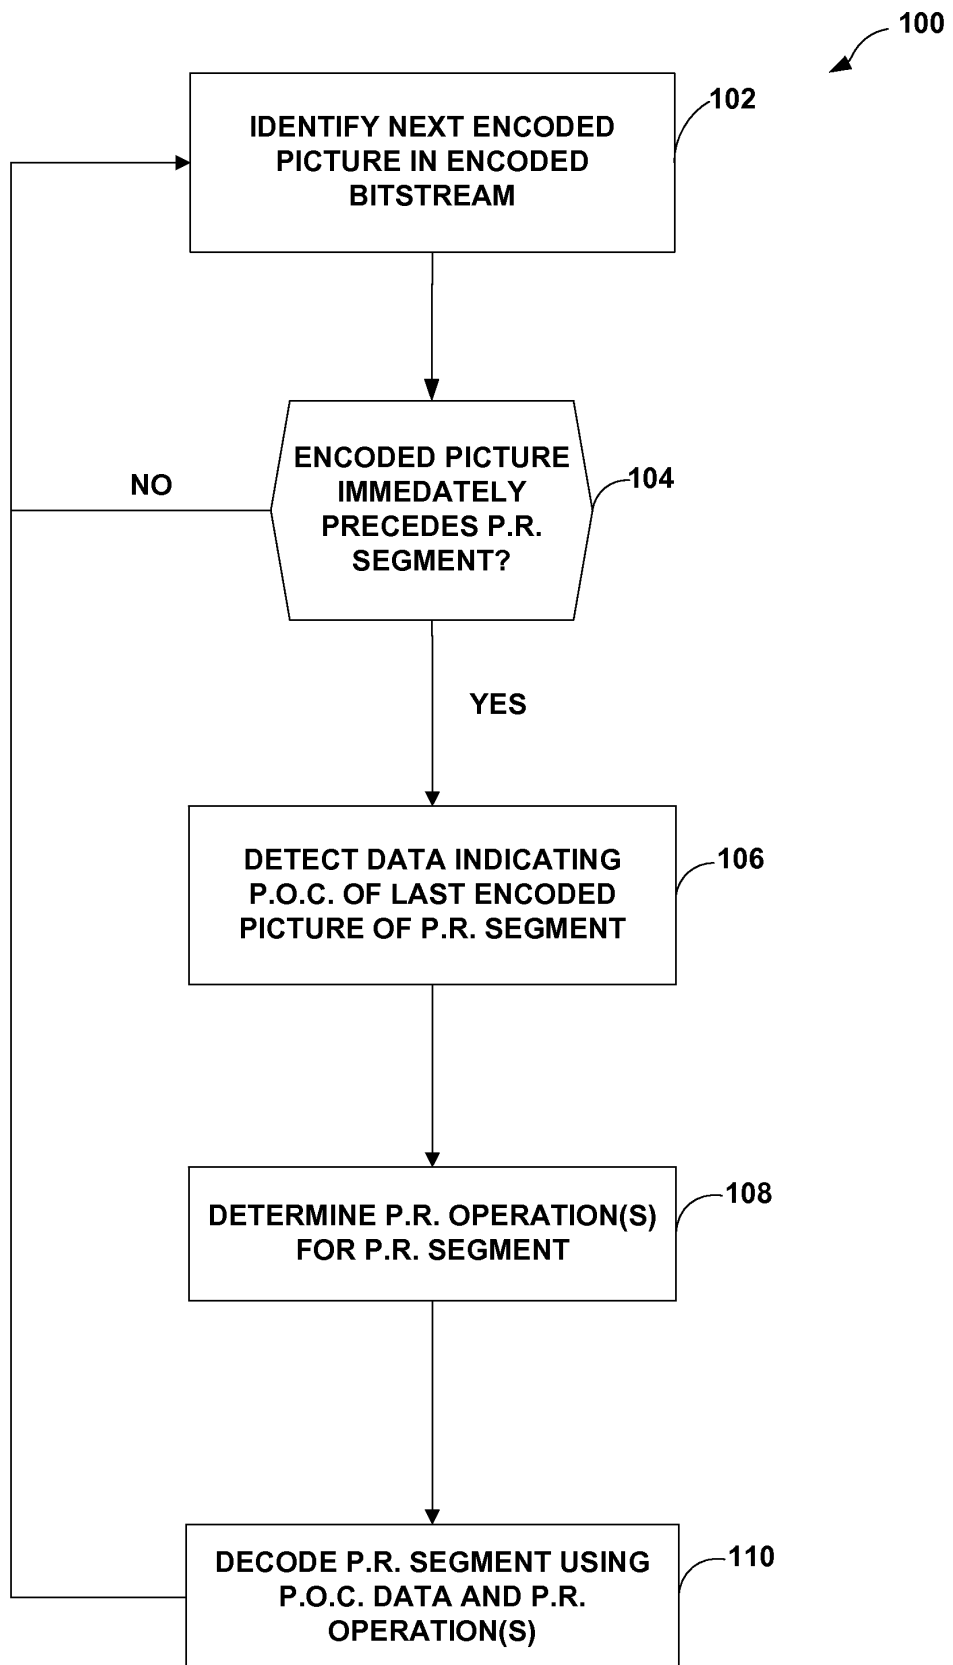 100
102
IDENTIFY NEXT ENCODED
PICTURE IN ENCODED
BITSTREAM
ENCODED PICTURE
IMMEDATELY
PRECEDES P.R.
SEGMENT?
104
NO
YES
DETECT DATA INDICATING
P.O.C. OF LAST ENCODED
PICTURE OF P.R. SEGMENT
106
DETERMINE P.R. OPERATION(S)
FOR P.R. SEGMENT
108
DECODE P.R. SEGMENT USING
P.O.C. DATA AND P.R.
OPERATION(S)
110